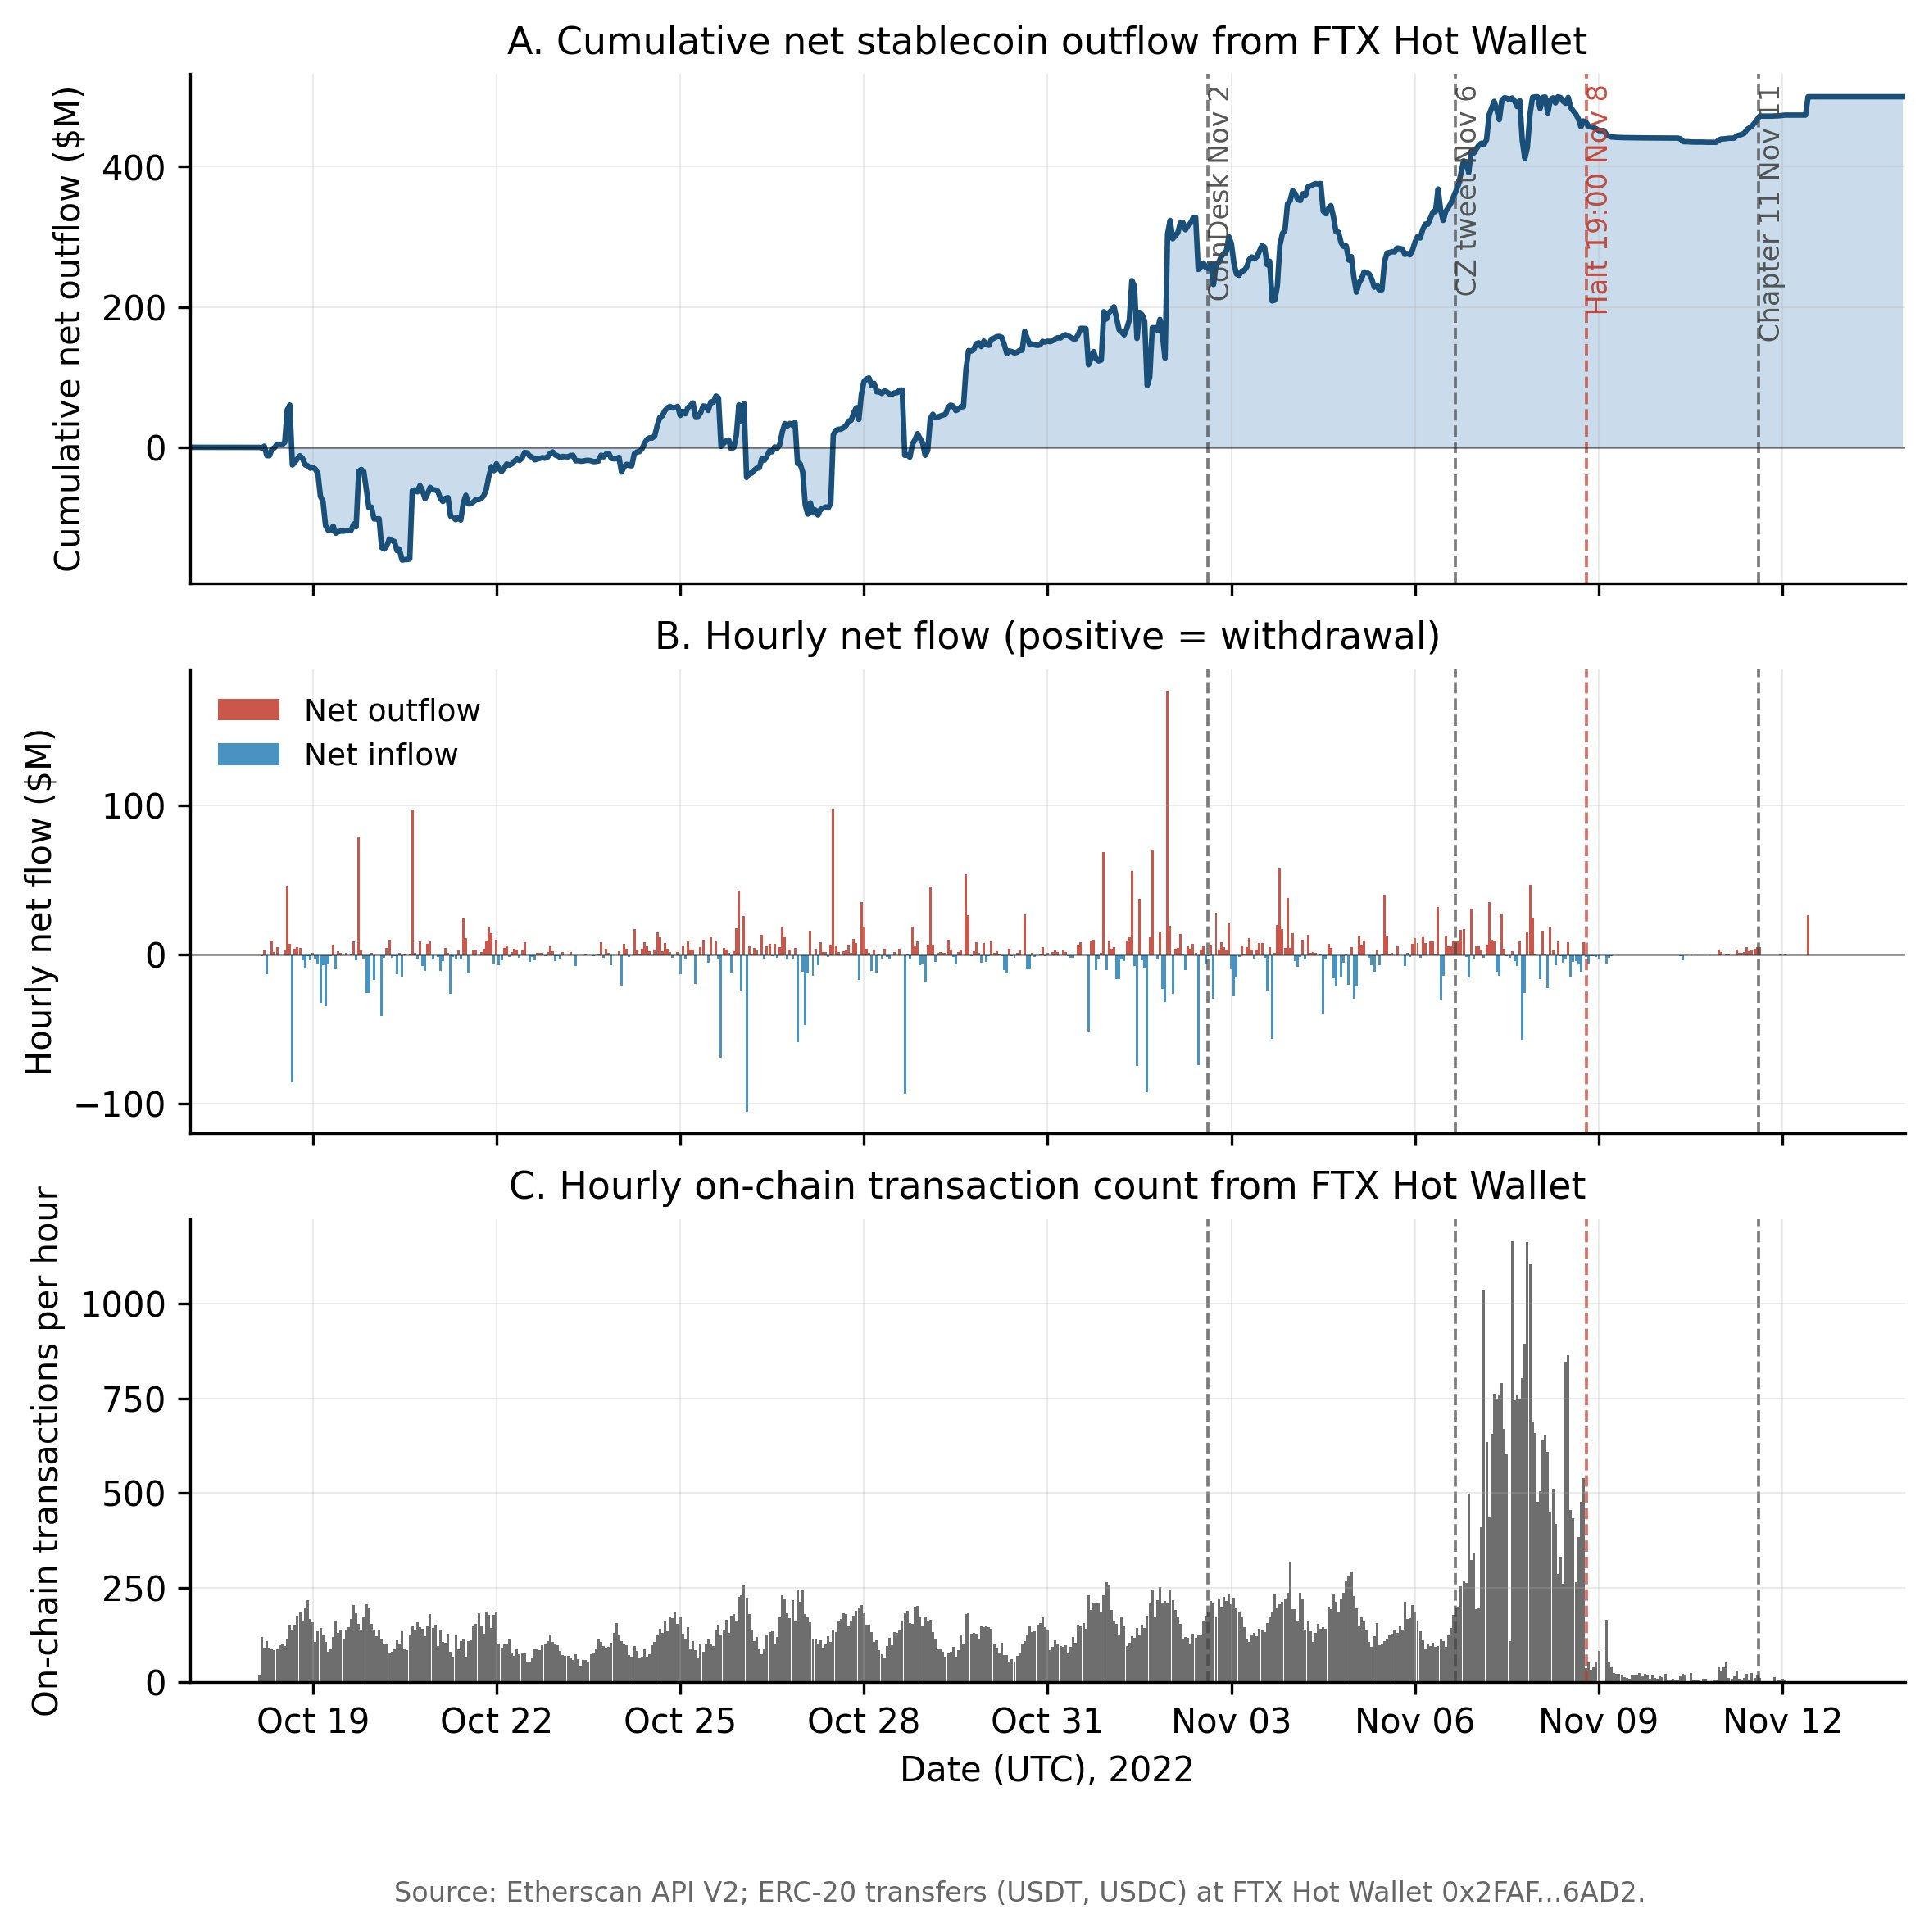 A. Cumulative net stablecoin outflow from FTX Hot Wallet
Cumulative net outflow ($M)
400
200
0
CoinDesk Nov 2
CZ tweet Nov 6
Halt 19:00 Nov 8
Chapter 11 Nov 11
B. Hourly net flow (positive = withdrawal)
Hourly net flow ($M)
Net outflow
Net inflow
100
0
−100
C. Hourly on-chain transaction count from FTX Hot Wallet
On-chain transactions per hour
1000
750
500
250
0
Oct 19 Oct 22 Oct 25 Oct 28 Oct 31 Nov 03 Nov 06 Nov 09 Nov 12
Date (UTC), 2022
Source: Etherscan API V2; ERC-20 transfers (USDT, USDC) at FTX Hot Wallet 0x2FAF...6AD2.